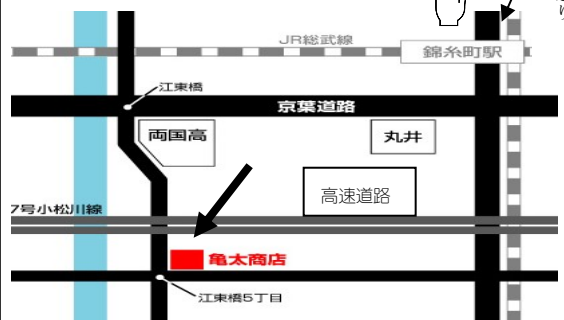 JR総武線
錦糸町駅
江東橋
京葉道路
両国高
丸井
高速道路
7号小松川線
亀太商店
江東橋5丁目